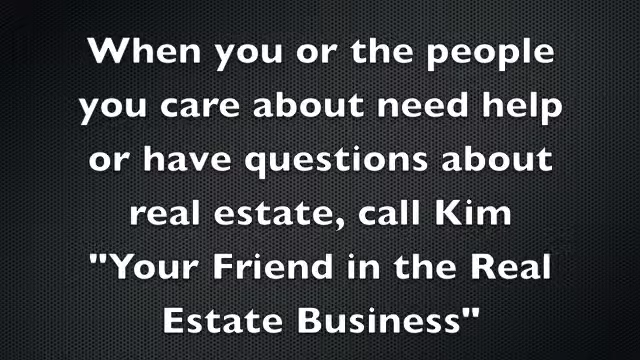 When you or the people
you care about need help
or have questions about
real estate, call Kim
"Your Friend in the Real
Estate Business"